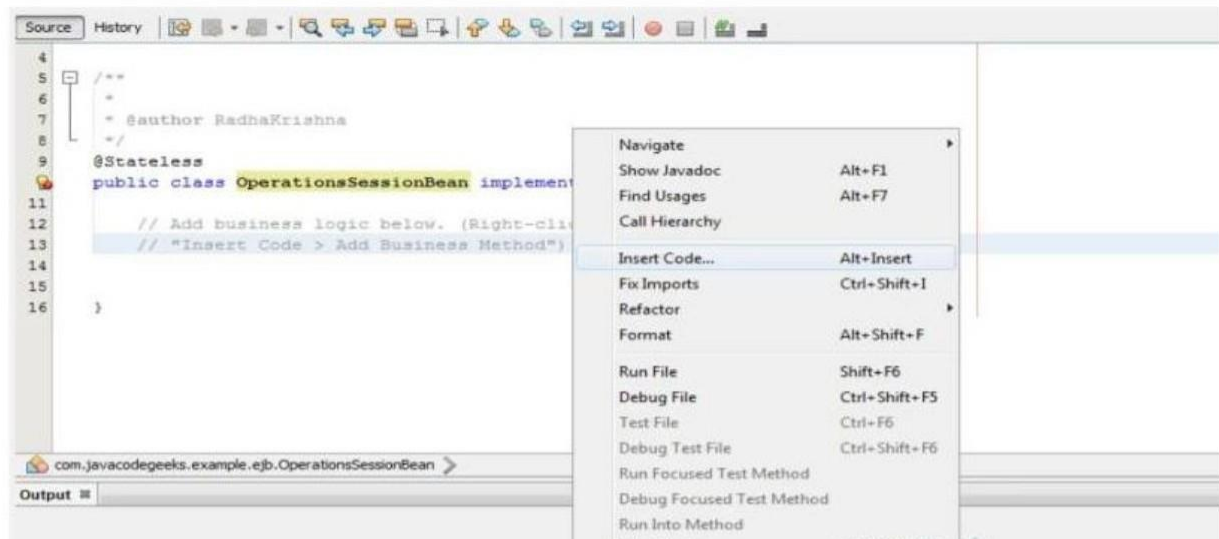 Source History
4
5 /**
6 *
7 * @author RadhaKrishna
8 */
9 @Stateless
public class OperationsSessionBean implemen
11
12 // Add business logic below. (Right-cli
13 // "Insert Code > Add Business Method")
14
15
16 }
Navigate
Show Javadoc Alt+F1
Find Usages Alt+F7
Call Hierarchy
Insert Code... Alt+Insert
Fix Imports Ctrl+Shift+I
Refactor
Format Alt+Shift+F
Run File Shift+F6
Debug File Ctrl+Shift+F5
Test File Ctrl+F6
Debug Test File Ctrl+Shift+F6
Run Focused Test Method
Debug Focused Test Method
Run Into Method
com.javacodegeeks.example.ejb.OperationsSessionBean
Output